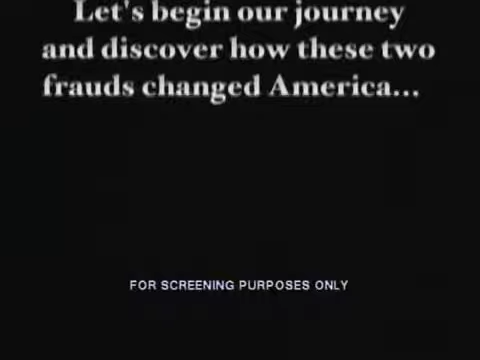 Let's begin our journey
and discover how these two
frauds changed America...
FOR SCREENING PURPOSES ONLY